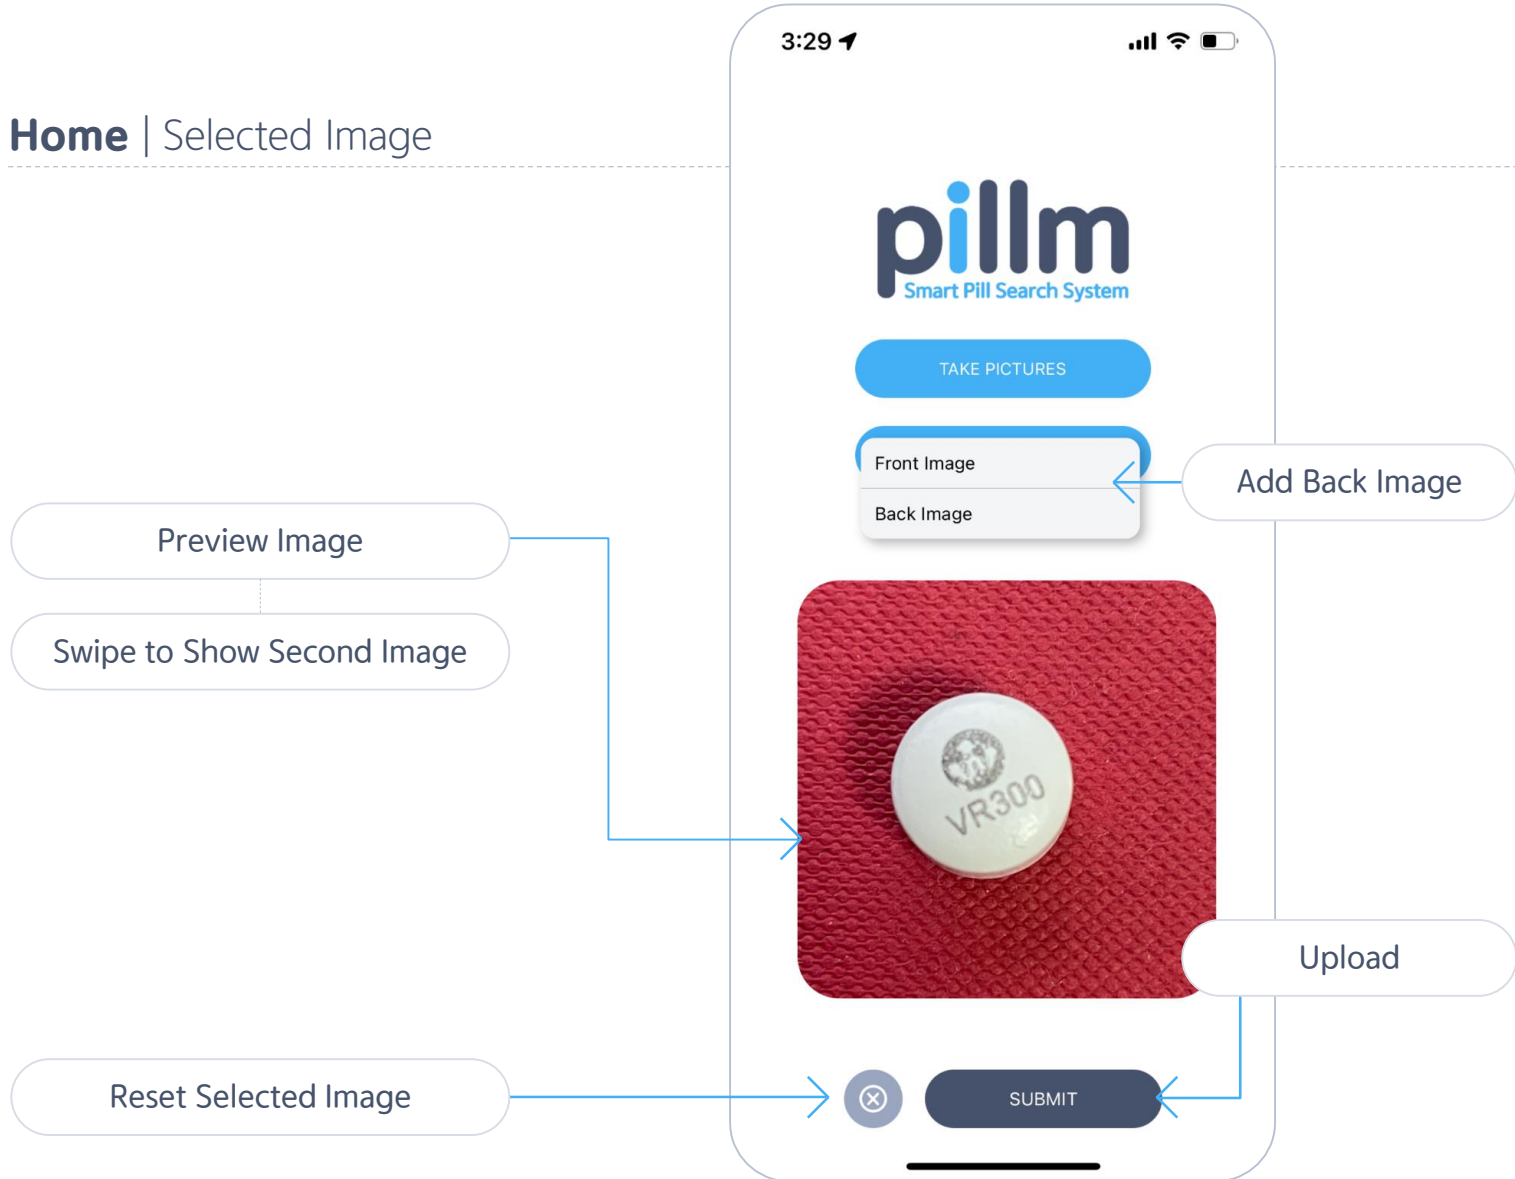 3:29
Home | Selected Image
pillm
Smart Pill Search System
TAKE PICTURES
Front Image
Back Image
Add Back Image
Preview Image
Swipe to Show Second Image
VR300
Upload
Reset Selected Image
SUBMIT